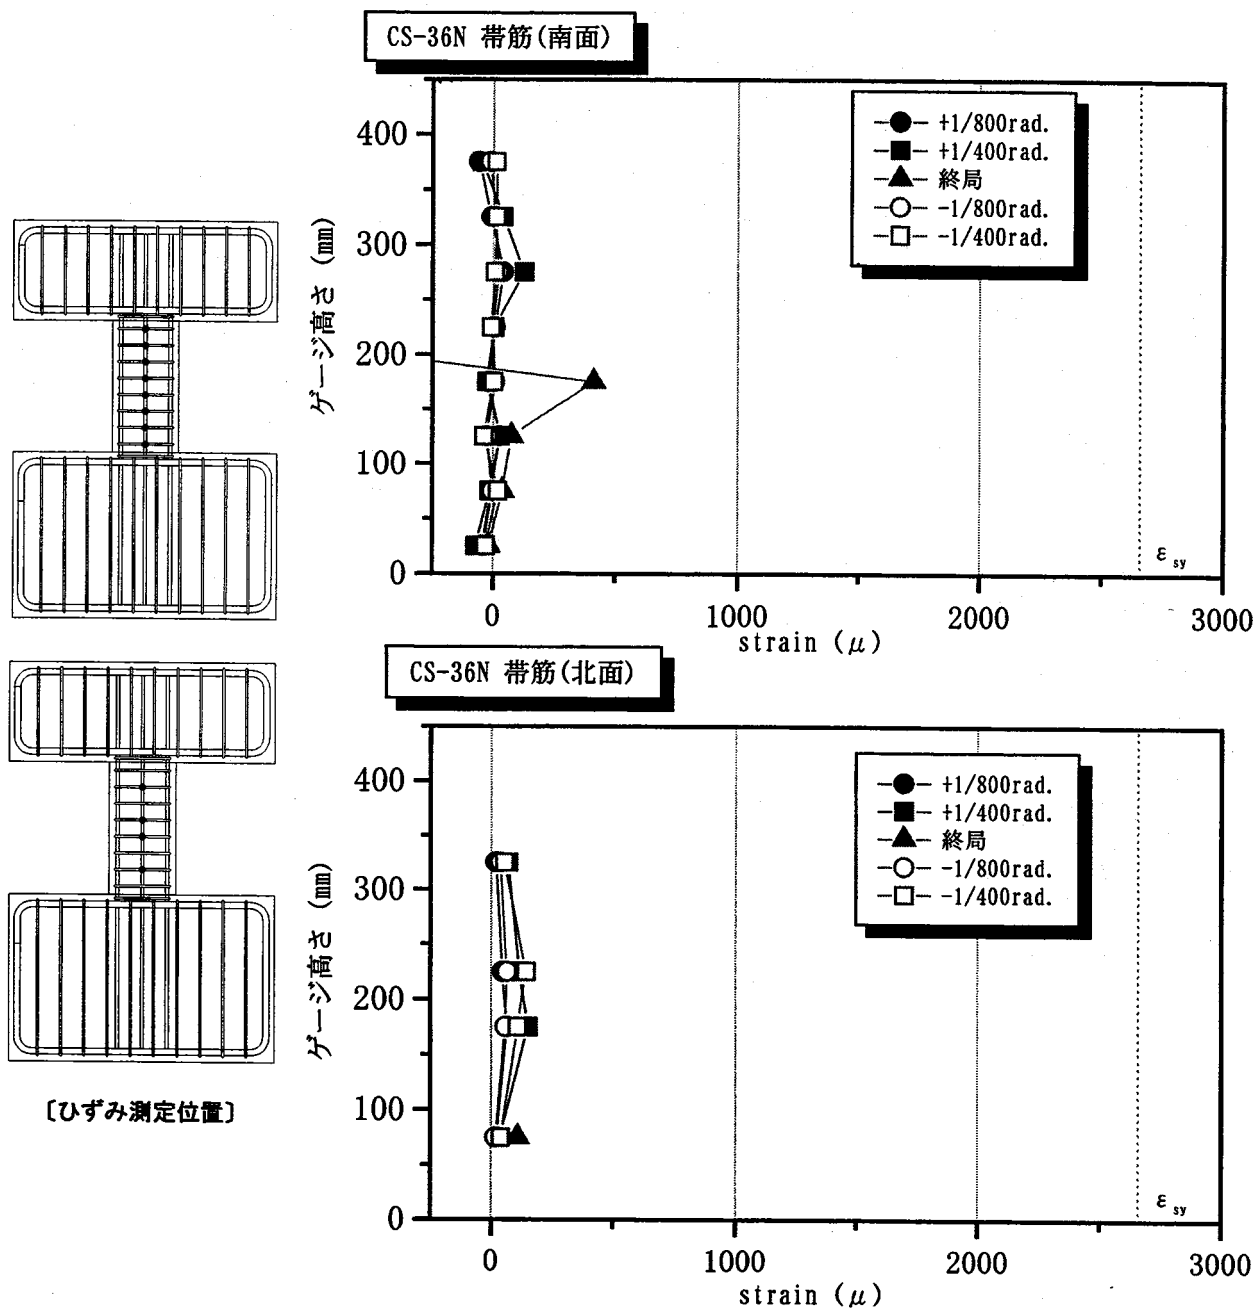 CS-36N 帯筋(南面)
400
300
200
100
0
ゲージ高さ (mm)
+1/800rad.
+1/400rad.
終局
-1/800rad.
-1/400rad.
ε sy
0 1000 2000 3000
strain (μ)
CS-36N 帯筋(北面)
400
300
200
100
0
ゲージ高さ (mm)
+1/800rad.
+1/400rad.
終局
-1/800rad.
-1/400rad.
ε sy
0 1000 2000 3000
strain (μ)
〔ひずみ測定位置〕